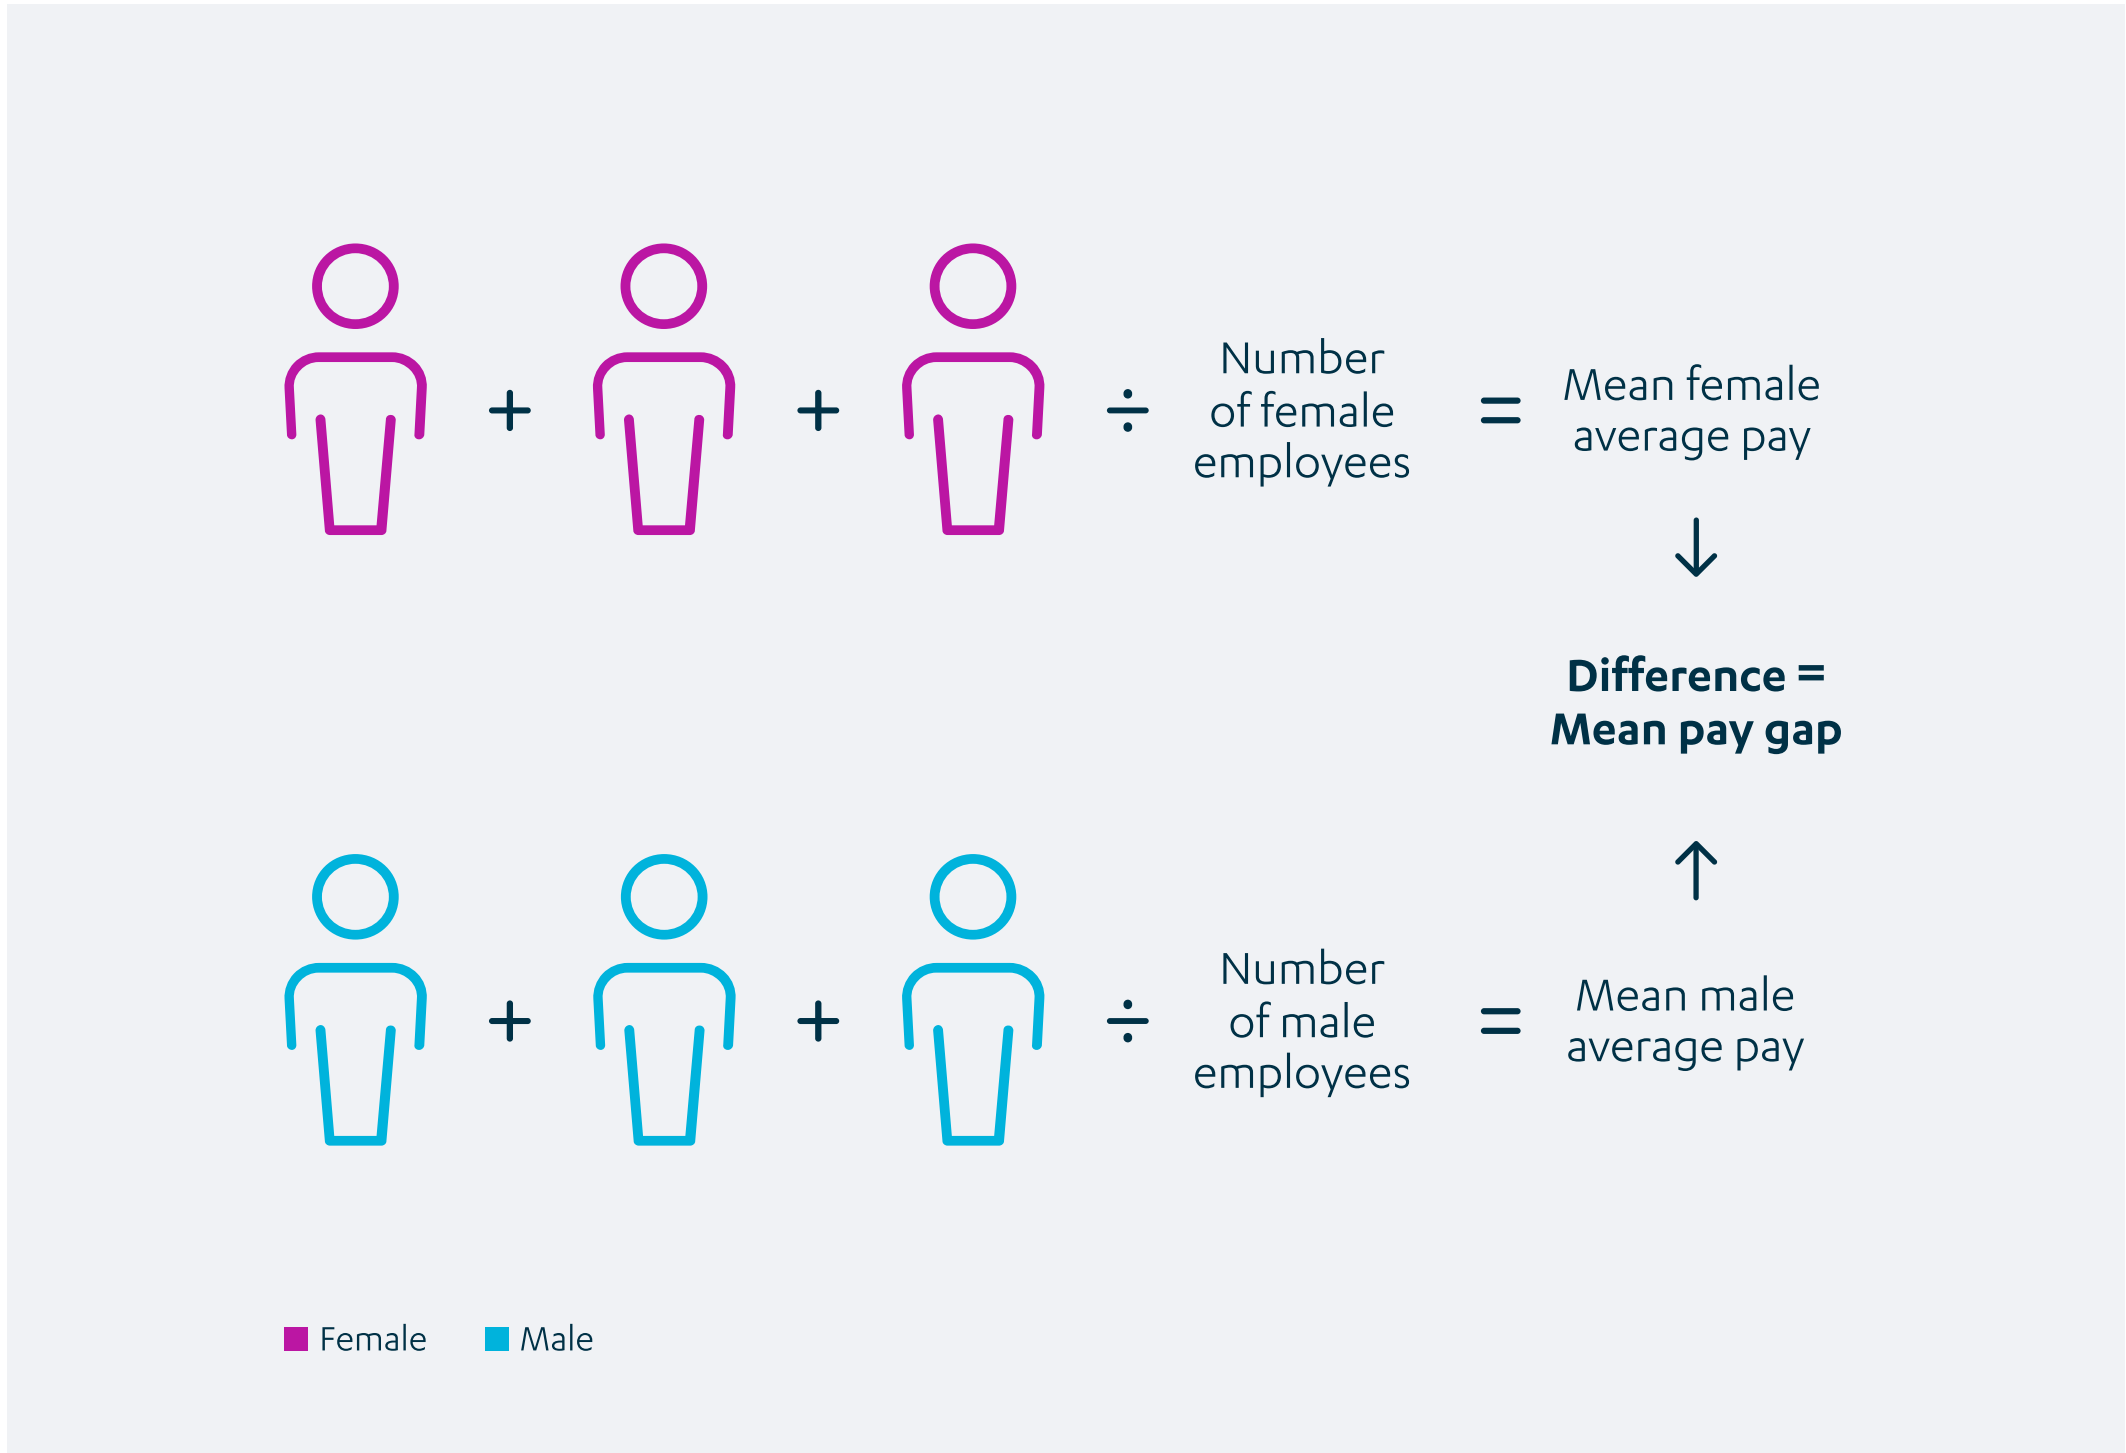 + + ÷
Number
of female
employees
=
Mean female
average pay
↓
Difference =
Mean pay gap
↑
+ + ÷
Number
of male
employees
=
Mean male
average pay
Female
Male